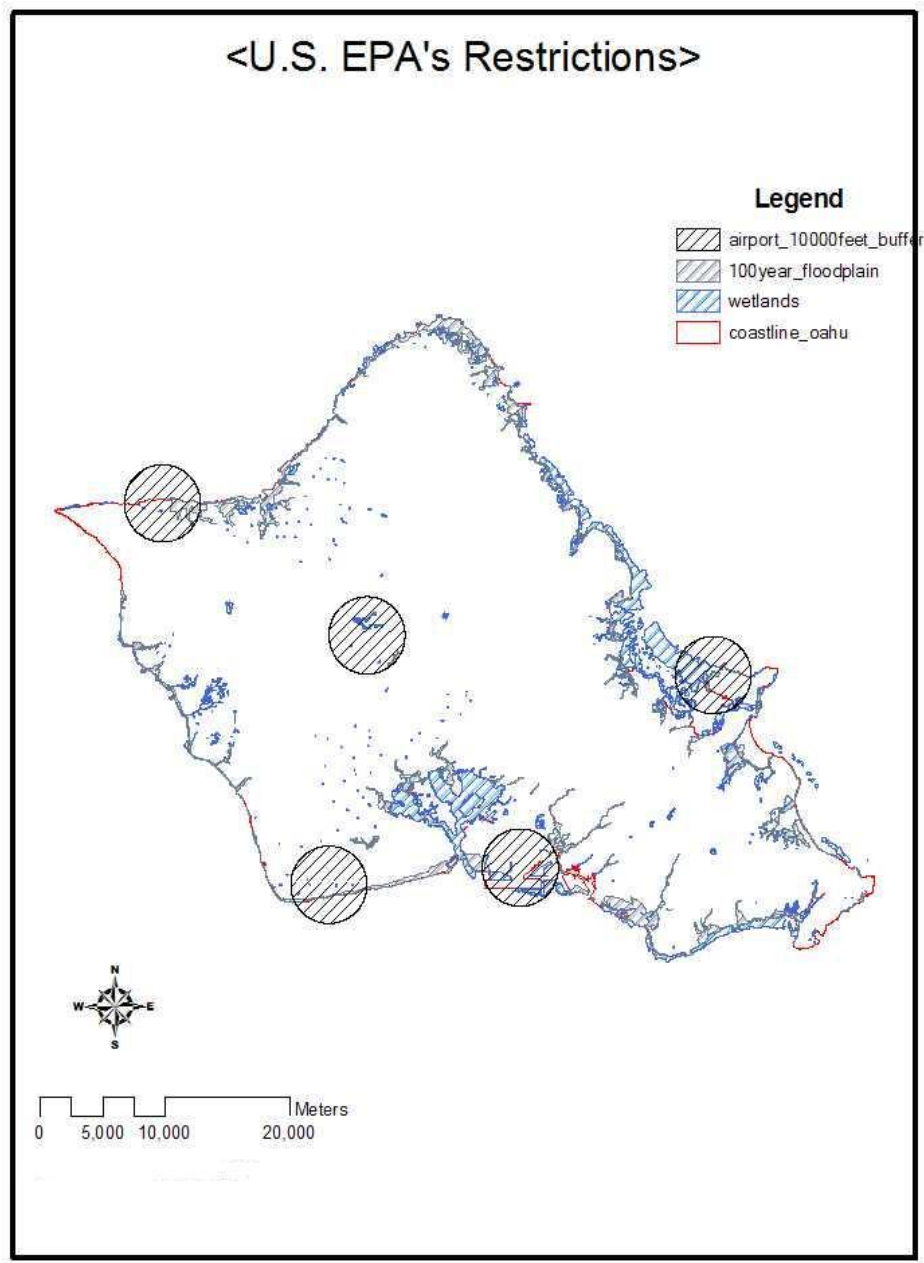 <U.S. EPA's Restrictions>
Legend
airport_10000feet_buffer
100year_floodplain
wetlands
coastline_oahu
N
W E
S
Meters
0 5,000 10,000 20,000